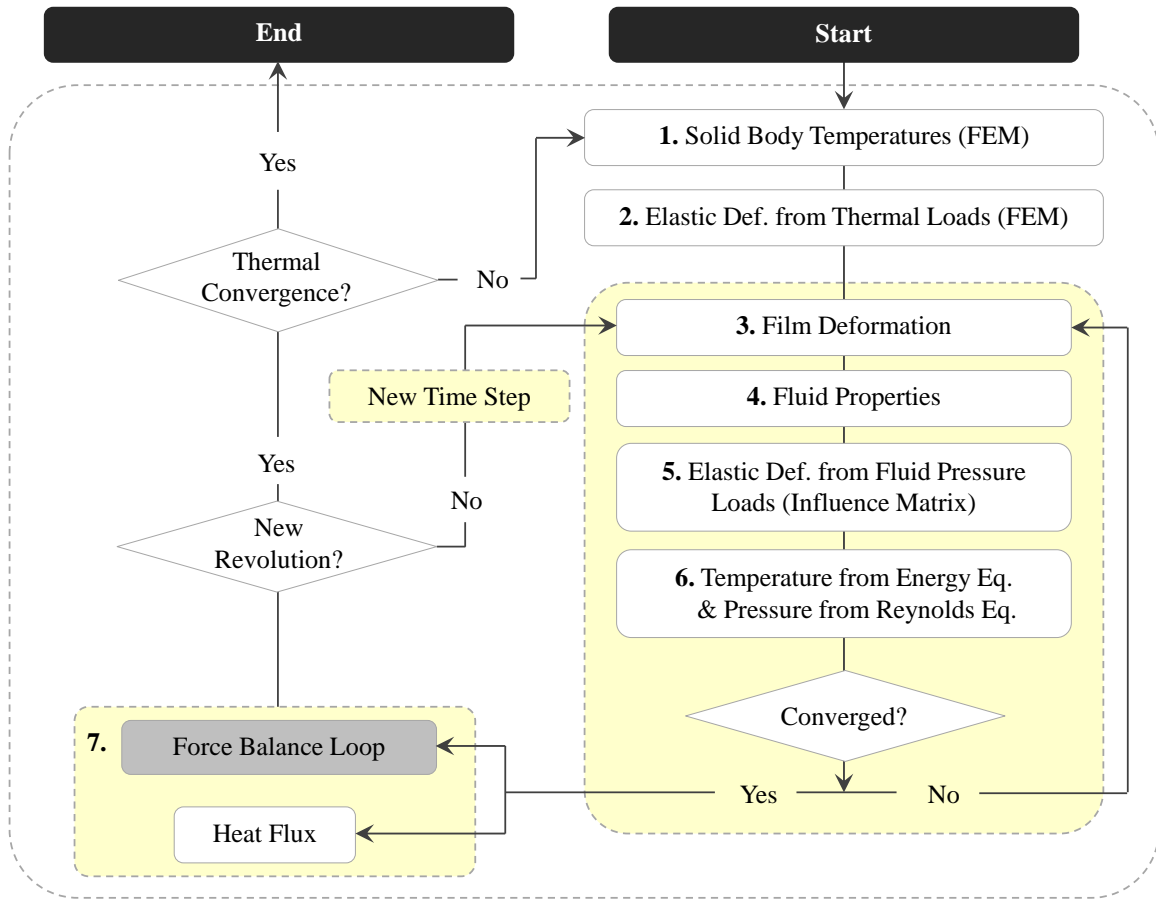 End
Start
1. Solid Body Temperatures (FEM)
Yes
2. Elastic Def. from Thermal Loads (FEM)
Thermal
Convergence?
No
3. Film Deformation
New Time Step
4. Fluid Properties
Yes
No
5. Elastic Def. from Fluid Pressure
Loads (Influence Matrix)
New
Revolution?
6. Temperature from Energy Eq.
& Pressure from Reynolds Eq.
Converged?
7.
Force Balance Loop
Yes
No
Heat Flux